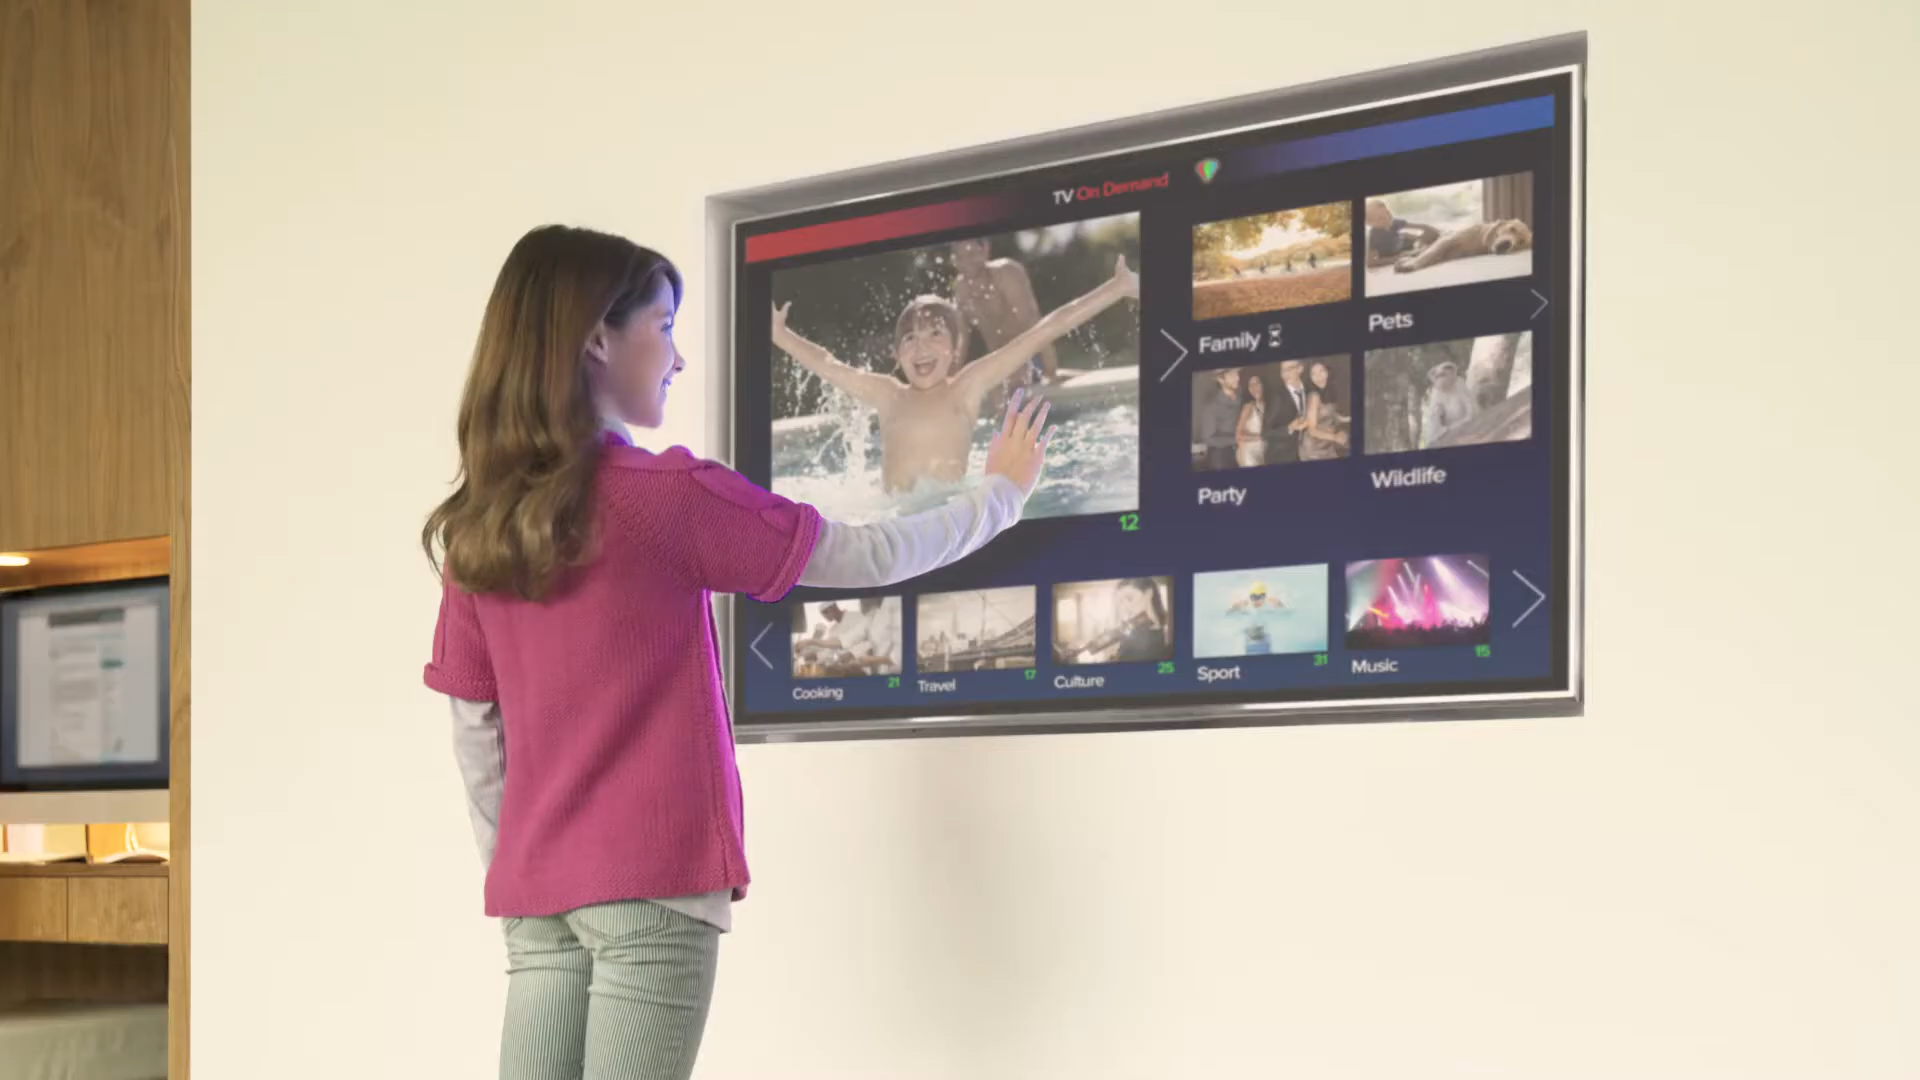 TV On Demand
Family
Pets
Party
Wildlife
12
Cooking 21
Travel 17
Culture 25
Sport 31
Music 15